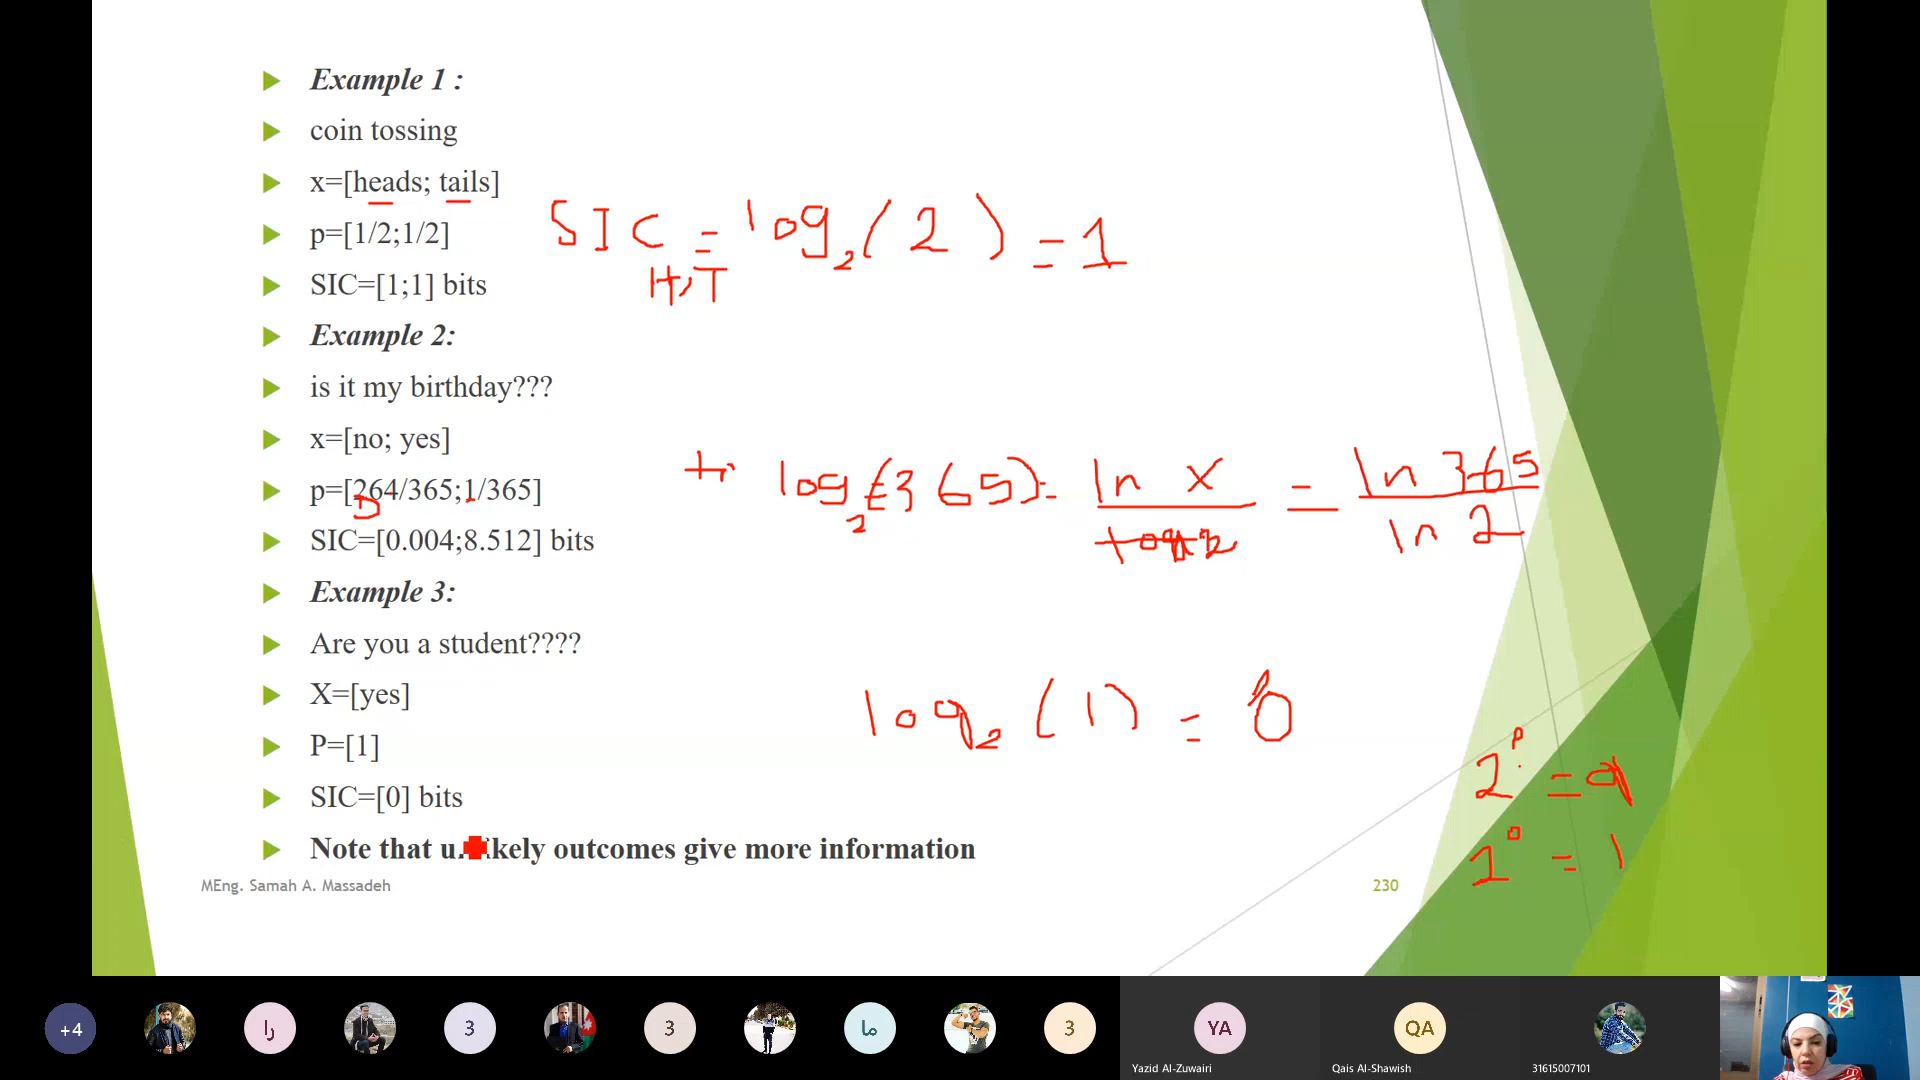 Example 1 :
coin tossing
x=[heads; tails]
p=[1/2;1/2]
SIC=[1;1] bits
SIC = log2(2) = 1
H,T
Example 2:
is it my birthday???
x=[no; yes]
p=[264/365;1/365]
SIC=[0.004;8.512] bits
log2(365) = ln x = ln 365
ln 2
Example 3:
Are you a student????
X=[yes]
P=[1]
SIC=[0] bits
log2(1) = 0
2
1° = 1
Note that kely outcomes give more information
MEng. Samah A. Massadeh
230
+4
را
3
3
ما
3
YA
QA
Yazid Al-Zuwairi
Qais Al-Shawish
31615007101